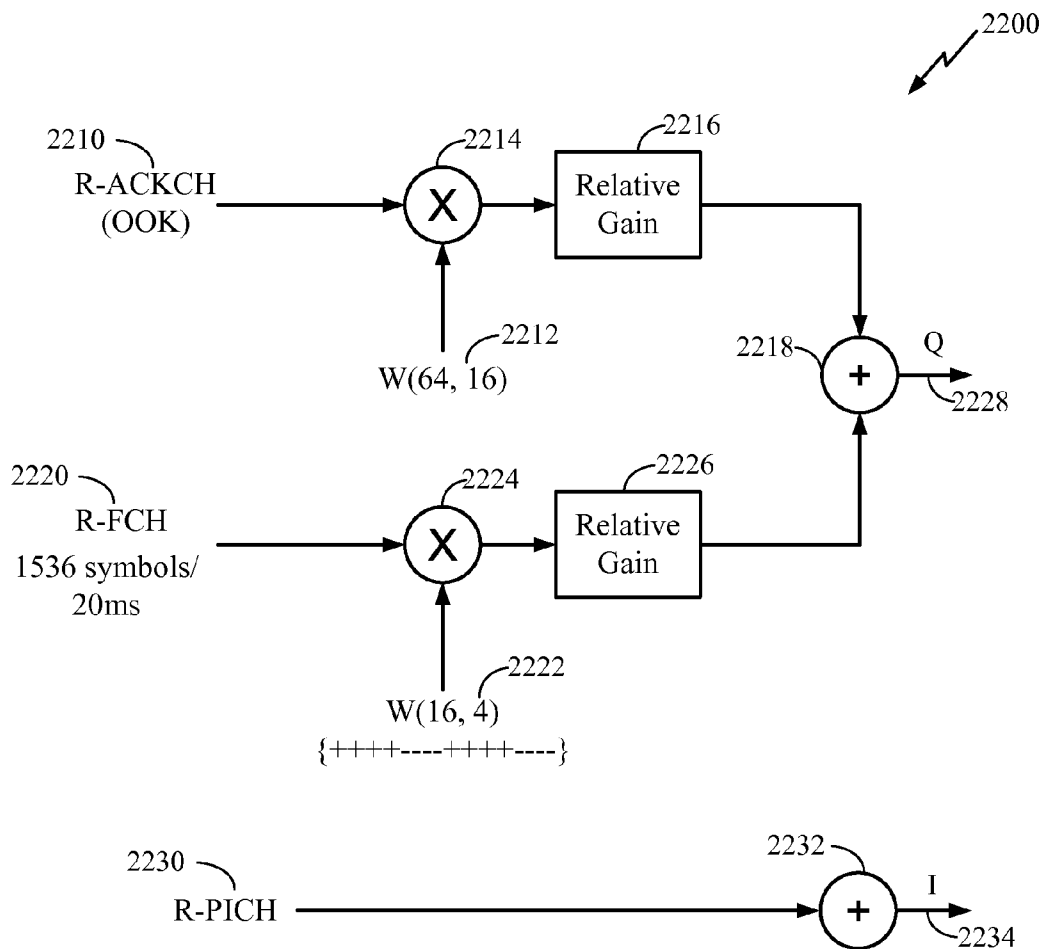 2200
2210
2214
2216
R-ACKCH
(OOK)
X
Relative
Gain
2212
W(64, 16)
2218
+
Q
2228
2220
2224
2226
R-FCH
1536 symbols/
20ms
X
Relative
Gain
2222
W(16, 4)
{++++----++++----}
2230
2232
R-PICH
+
I
2234